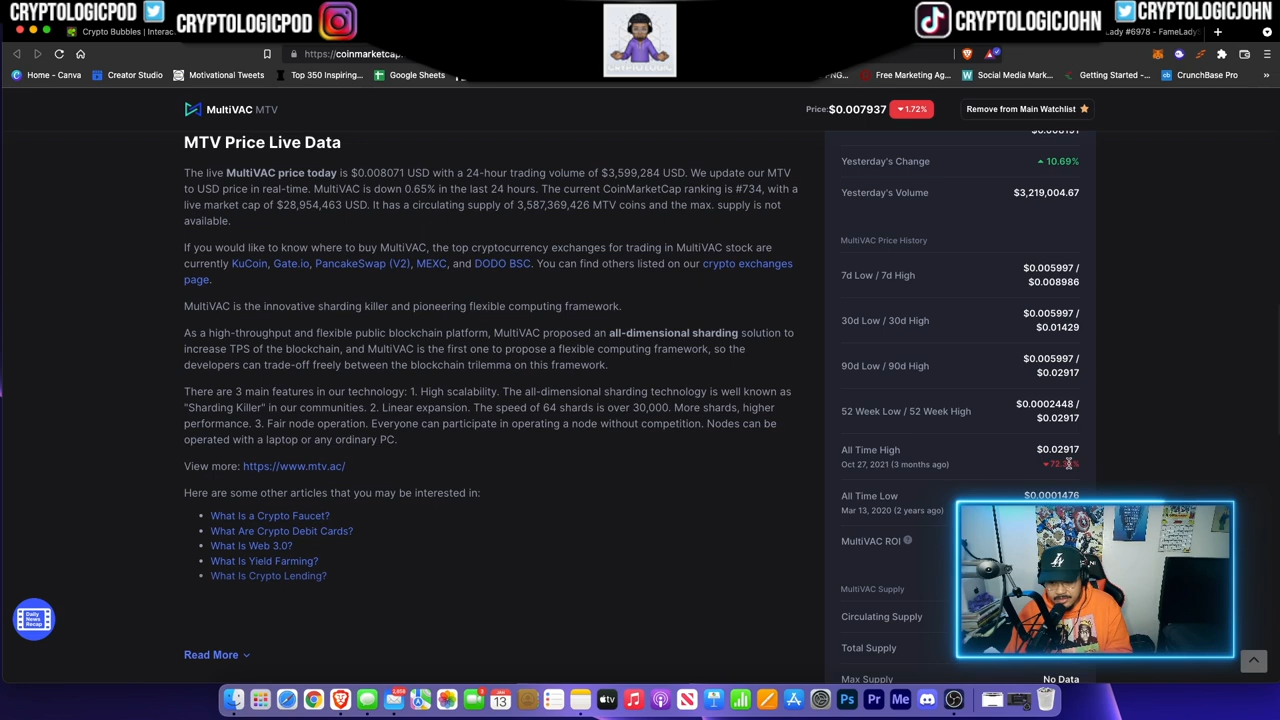 CRYPTOLOGICPOD
CRYPTOLOGICPOD
CRYPTOLOGICJOHN
CRYPTOLOGICJOHN
Crypto Bubbles | Interac
Lady #6978 - FameLady
https://coinmarketcap.
Home - Canva
Creator Studio
Motivational Tweets
Top 350 Inspiring...
Google Sheets
Free Marketing Ag...
Social Media Mark...
Getting Started -...
CrunchBase Pro
MultiVAC MTV
Price: $0.007937 1.72%
Remove from Main Watchlist
MTV Price Live Data
The live MultiVAC price today is $0.008071 USD with a 24-hour trading volume of $3,599,284 USD. We update our MTV
to USD price in real-time. MultiVAC is down 0.65% in the last 24 hours. The current CoinMarketCap ranking is #734, with a
live market cap of $28,954,463 USD. It has a circulating supply of 3,587,369,426 MTV coins and the max. supply is not
available.
If you would like to know where to buy MultiVAC, the top cryptocurrency exchanges for trading in MultiVAC stock are
currently KuCoin, Gate.io, PancakeSwap (V2), MEXC, and DODO BSC. You can find others listed on our crypto exchanges
page.
MultiVAC is the innovative sharding killer and pioneering flexible computing framework.
As a high-throughput and flexible public blockchain platform, MultiVAC proposed an all-dimensional sharding solution to
increase TPS of the blockchain, and MultiVAC is the first one to propose a flexible computing framework, so the
developers can trade-off freely between the blockchain trilemma on this framework.
There are 3 main features in our technology: 1. High scalability. The all-dimensional sharding technology is well known as
"Sharding Killer" in our communities. 2. Linear expansion. The speed of 64 shards is over 30,000. More shards, higher
performance. 3. Fair node operation. Everyone can participate in operating a node without competition. Nodes can be
operated with a laptop or any ordinary PC.
View more: https://www.mtv.ac/
Here are some other articles that you may be interested in:
What Is a Crypto Faucet?
What Are Crypto Debit Cards?
What Is Web 3.0?
What Is Yield Farming?
What Is Crypto Lending?
Read More
Daily
News
Recap
Yesterday's Change 10.69%
Yesterday's Volume $3,219,004.67
MultiVAC Price History
7d Low / 7d High $0.005997 /
$0.008986
30d Low / 30d High $0.005997 /
$0.01429
90d Low / 90d High $0.005997 /
$0.02917
52 Week Low / 52 Week High $0.0002448 /
$0.02917
All Time High $0.02917
Oct 27, 2021 (3 months ago)
All Time Low $0.0001476
Mar 13, 2020 (2 years ago)
MultiVAC ROI
MultiVAC Supply
Circulating Supply
Total Supply
Max Supply No Data
JAN
13
tv
Ps
Pr
Me